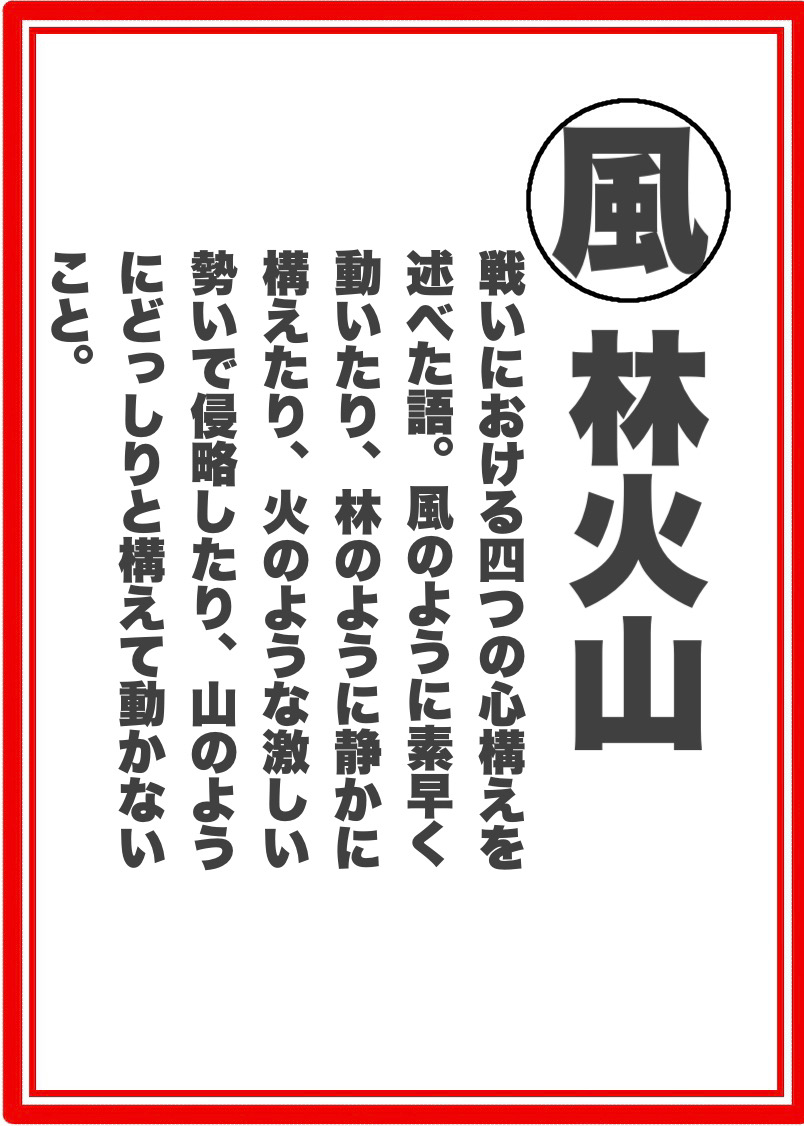 風林火山
戦いにおける四つの心構えを
述べた語。風のように素早く
動いたり、林のように静かに
構えたり、火のような激しい
勢いで侵略したり、山のよう
にどっしりと構えて動かない
こと。